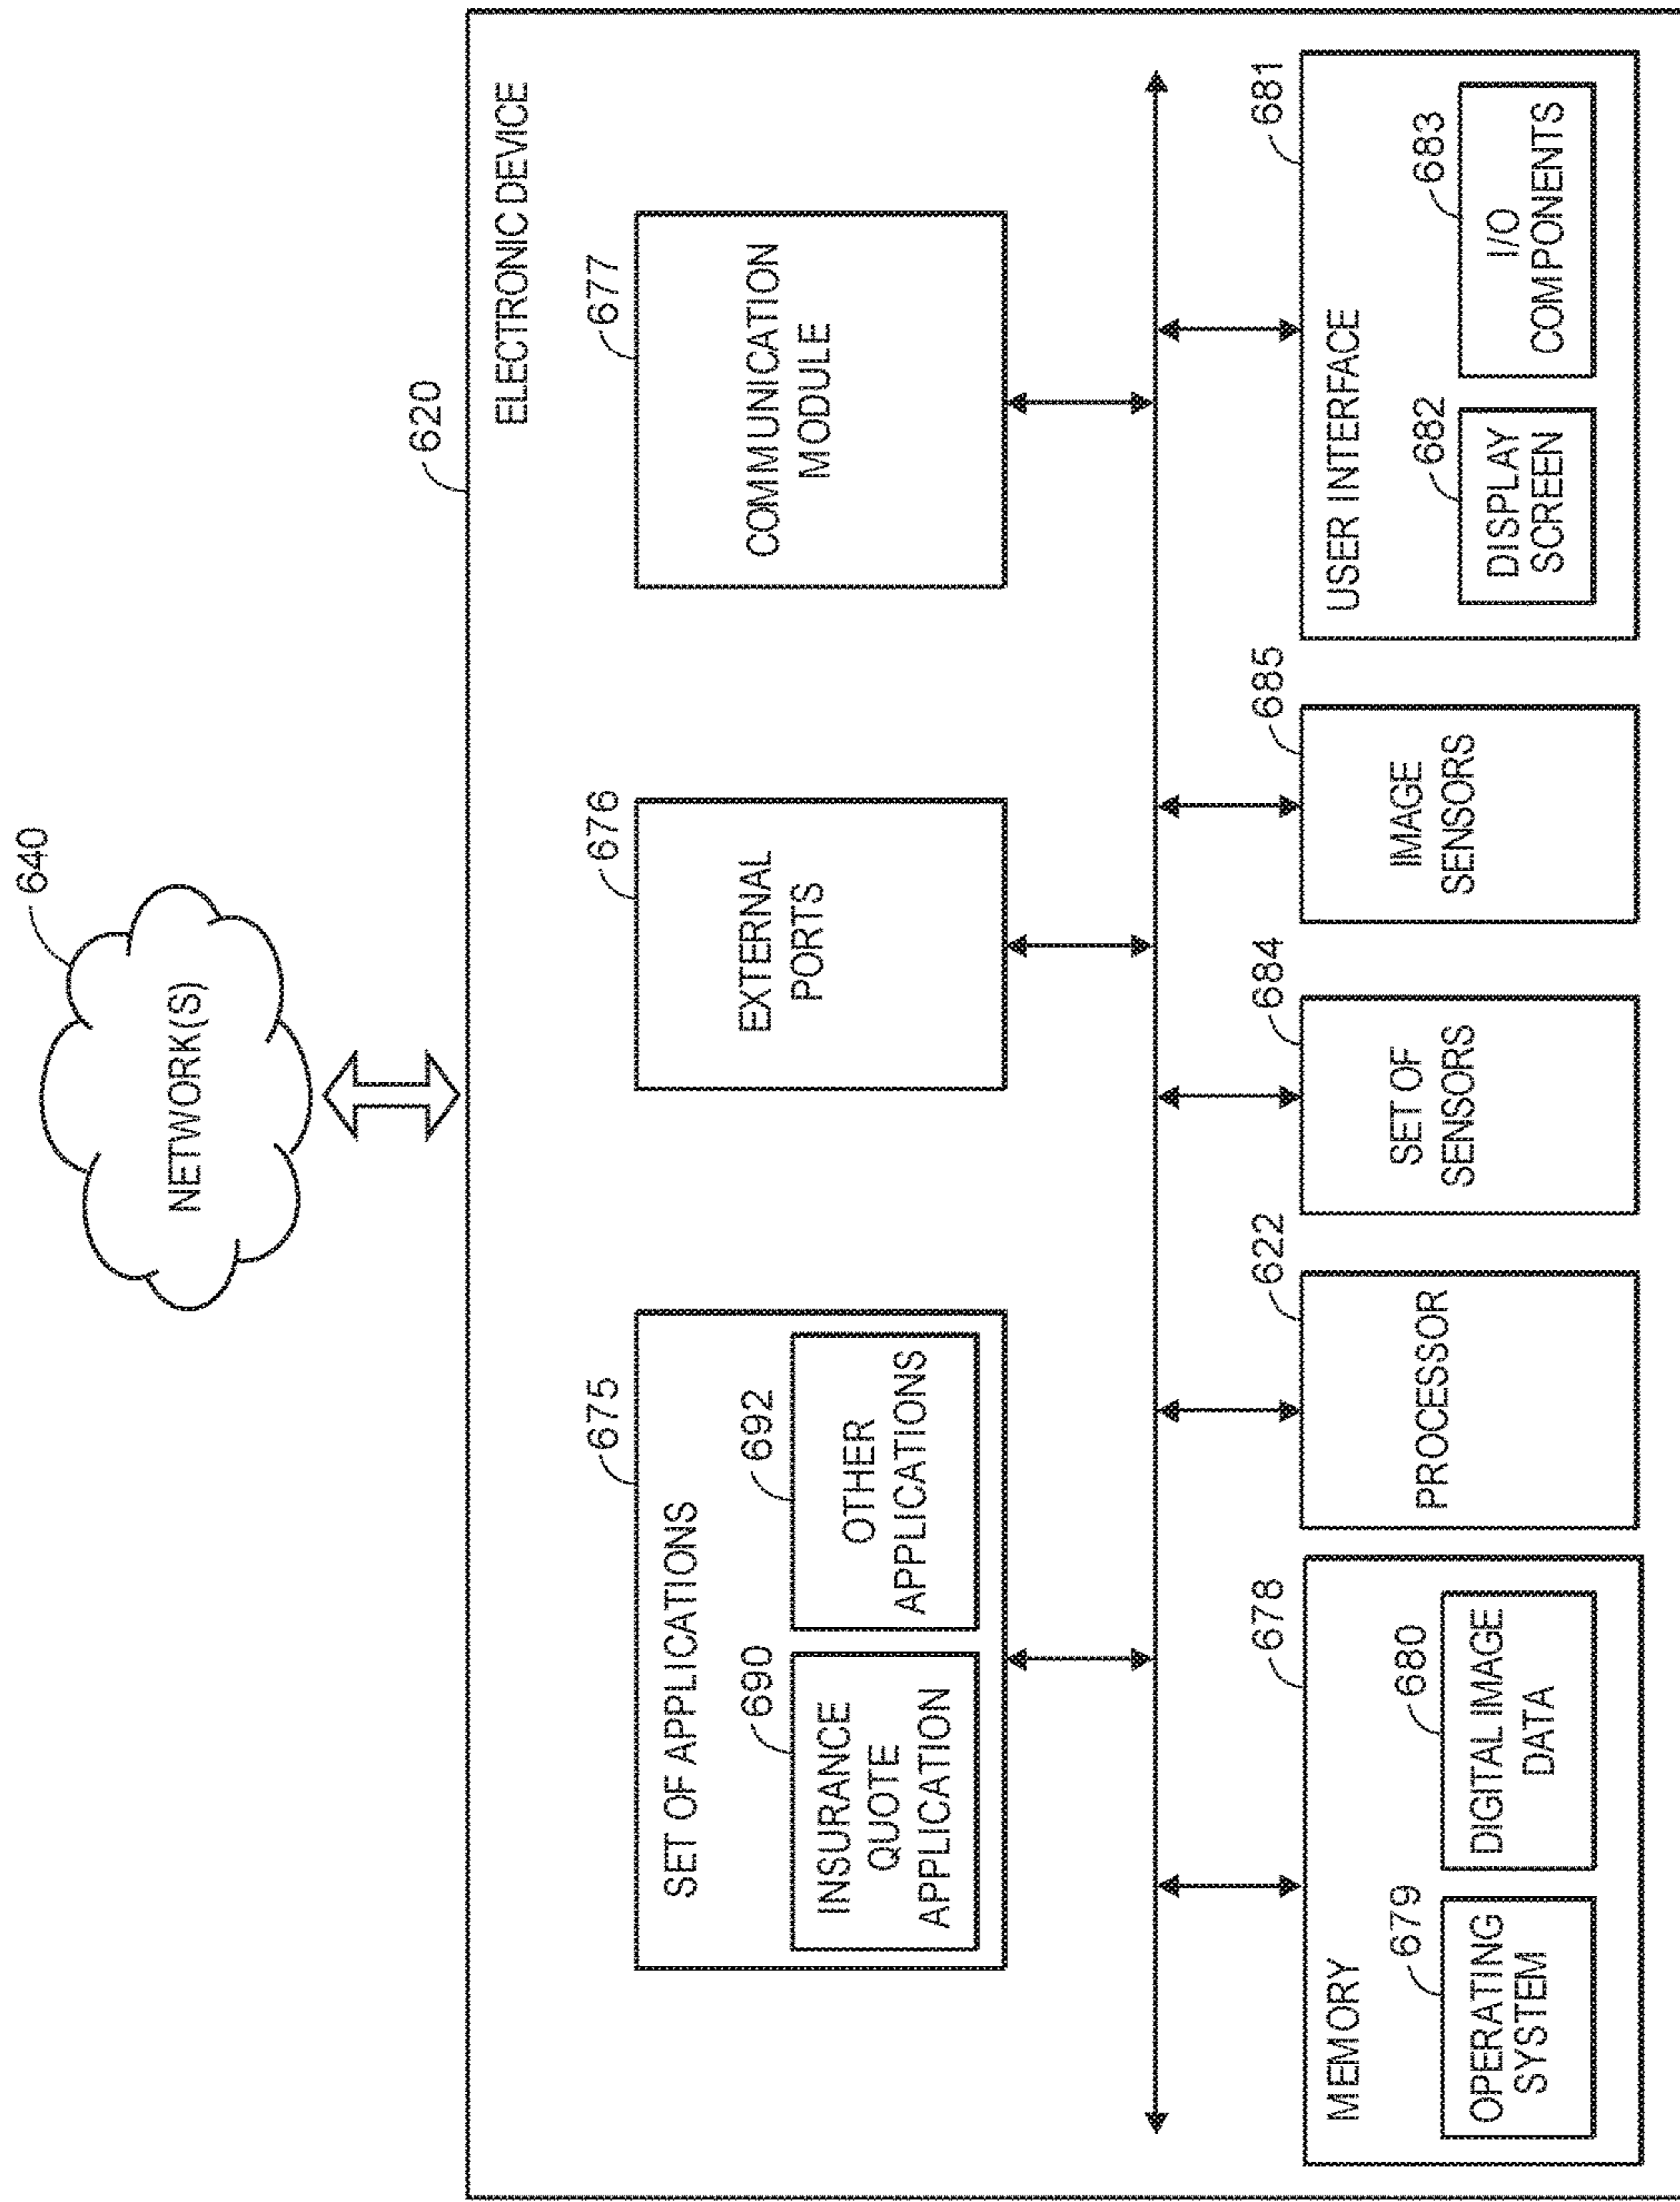 640
NETWORK(S)
620
ELECTRONIC DEVICE
675
SET OF APPLICATIONS
690
INSURANCE
QUOTE
APPLICATION
692
OTHER
APPLICATIONS
676
EXTERNAL
PORTS
677
COMMUNICATION
MODULE
678
MEMORY
679
OPERATING
SYSTEM
680
DIGITAL IMAGE
DATA
622
PROCESSOR
684
SET OF
SENSORS
685
IMAGE
SENSORS
681
USER INTERFACE
682
DISPLAY
SCREEN
683
I/O
COMPONENTS